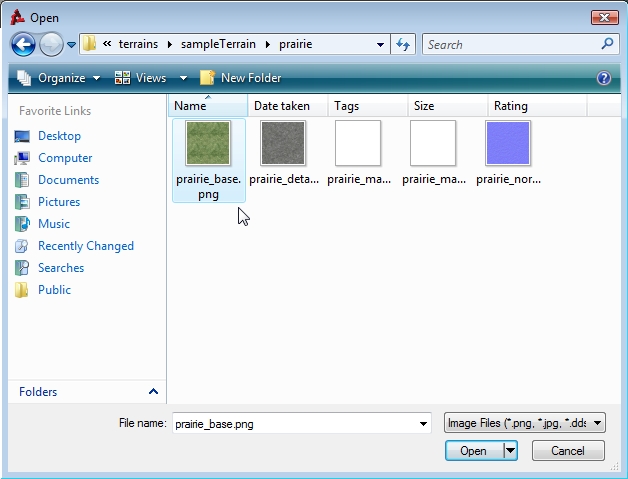 Open
« terrains ▸ sampleTerrain ▸ prairie
Search
Organize
Views
New Folder
?
Favorite Links
Desktop
Computer
Documents
Pictures
Music
Recently Changed
Searches
Public
Folders
Name Date taken Tags Size Rating
prairie_base.
png
prairie_deta...
prairie_ma...
prairie_ma...
prairie_nor...
File name: prairie_base.png
Image Files (*.png, *.jpg, *.dds
Open
Cancel